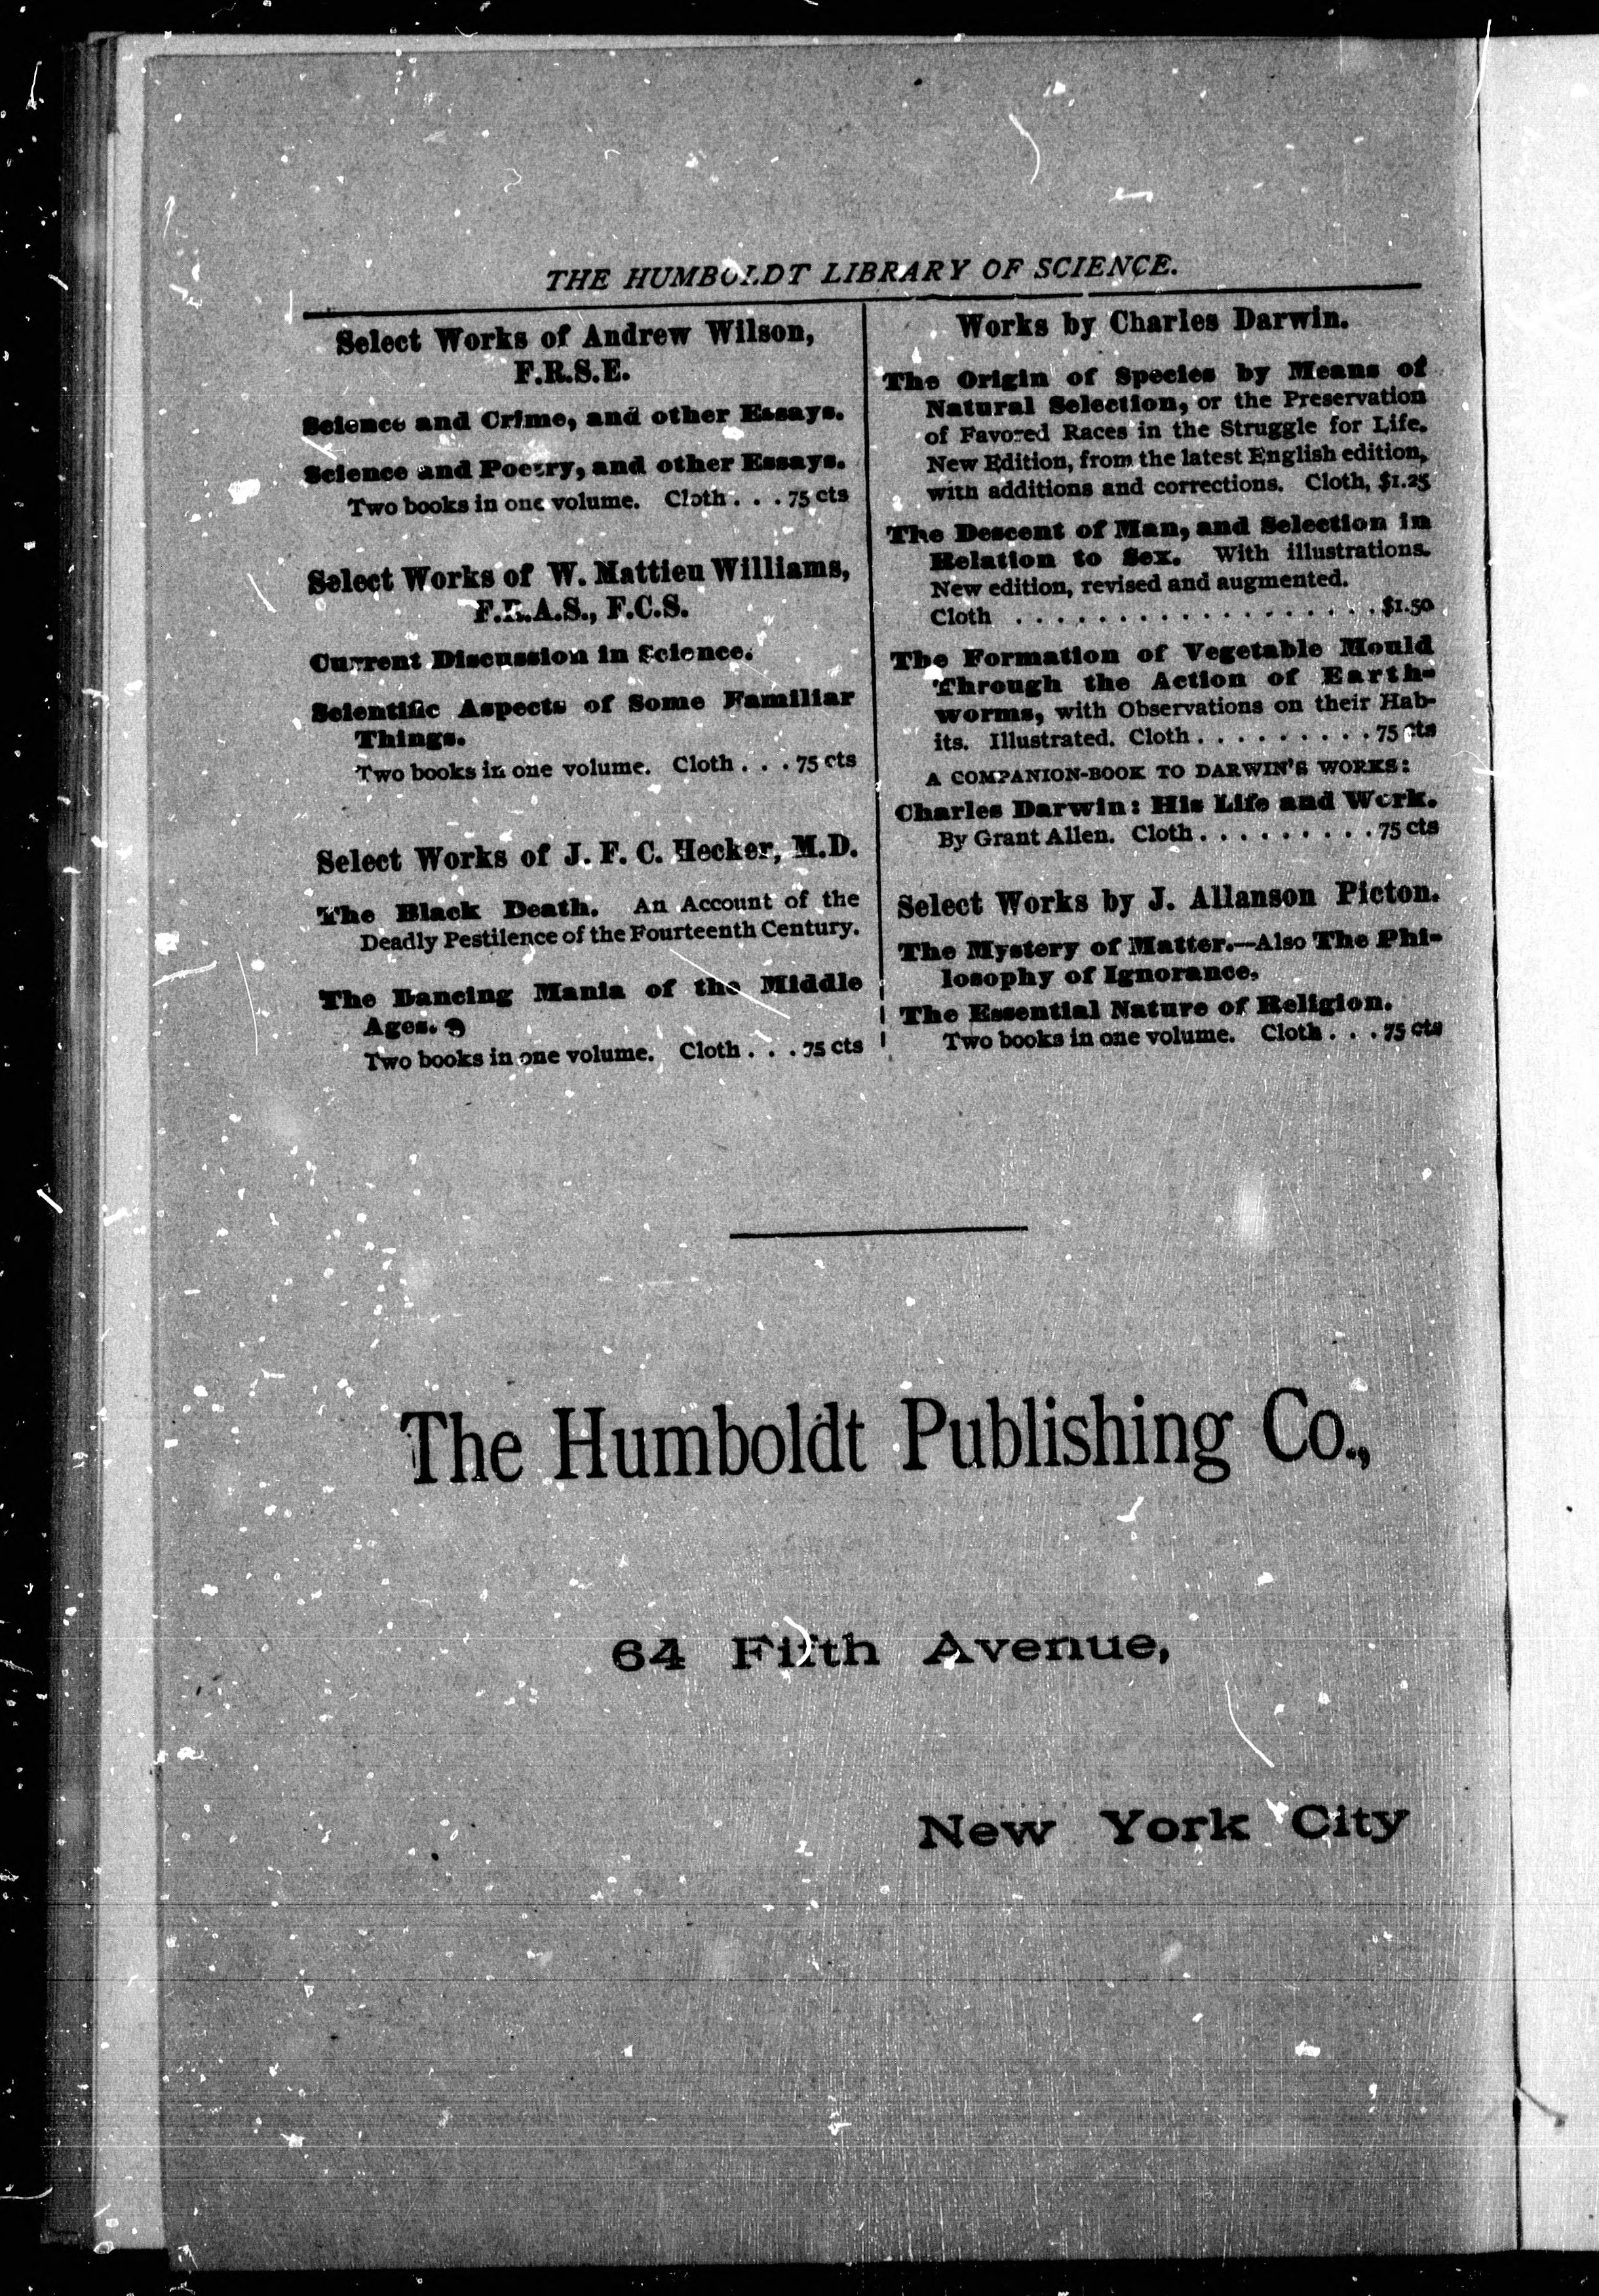 THE HUMBOLDT LIBRARY OF SCIENCE.
Select Works of Andrew Wilson,
F.R.S.E.
Science and Crime, and other Essays.
Science and Poetry, and other Essays.
Two books in one volume. Cloth . . . 75 cts
Select Works of W. Mattieu Williams,
F.R.A.S., F.C.S.
Current Discussion in Science.
Scientific Aspects of Some Familiar
Things.
Two books in one volume. Cloth . . . 75 cts
Select Works of J. F. C. Hecker, M.D.
The Black Death. An Account of the
Deadly Pestilence of the Fourteenth Century.
The Dancing Mania of the Middle
Ages.
Two books in one volume. Cloth . . . 75 cts
Works by Charles Darwin.
The Origin of Species by Means of
Natural Selection, or the Preservation
of Favored Races in the Struggle for Life.
New Edition, from the latest English edition,
with additions and corrections. Cloth, $1.25
The Descent of Man, and Selection in
Relation to Sex. With illustrations.
New edition, revised and augmented.
Cloth . . . . . . . . . . . . . . . . . . $1.50
The Formation of Vegetable Mould
Through the Action of Earth-
worms, with Observations on their Hab-
its. Illustrated. Cloth . . . . . . . . . 75 cts
A COMPANION-BOOK TO DARWIN'S WORKS:
Charles Darwin: His Life and Work.
By Grant Allen. Cloth . . . . . . . . . 75 cts
Select Works by J. Allanson Picton.
The Mystery of Matter.—Also The Phi-
losophy of Ignorance.
The Essential Nature of Religion.
Two books in one volume. Cloth . . . 75 cts
The Humboldt Publishing Co.,
64 Fifth Avenue,
New York City